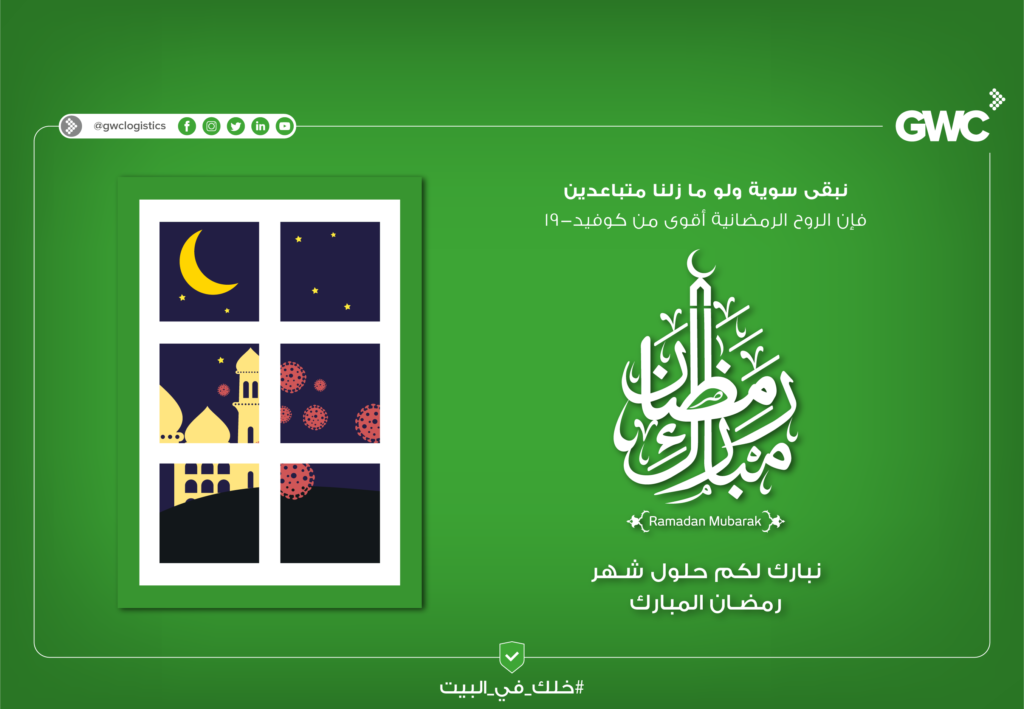 @gwclogistics
GWC
نبقى سوية ولو ما زلنا متباعدين
فإن الروح الرمضانية أقوى من كوفيد-١٩
رمضان
مبارك
Ramadan Mubarak
نبارك لكم حلول شهر
رمضان المبارك
#خلك_في_البيت